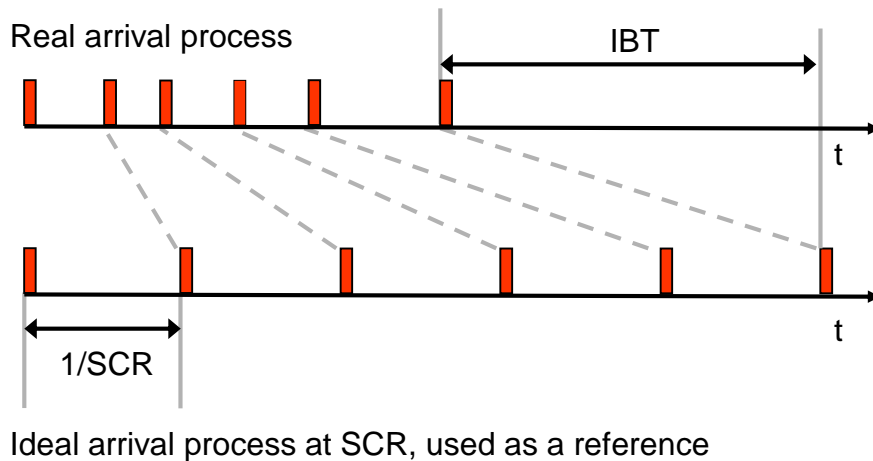 Real arrival process
IBT
t
t
1/SCR
Ideal arrival process at SCR, used as a reference